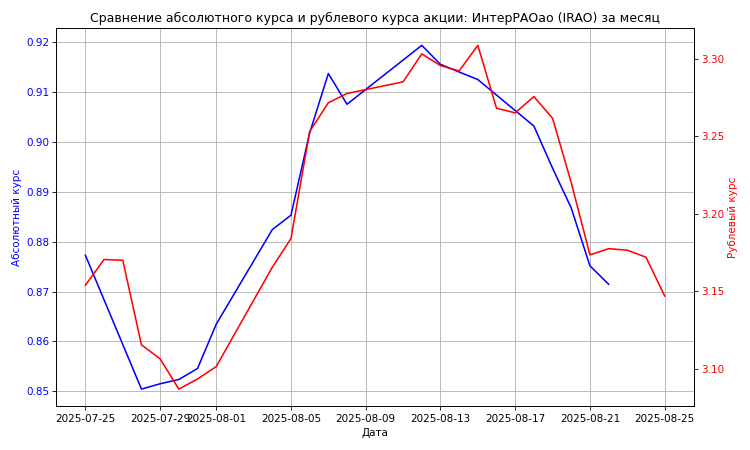 Сравнение абсолютного курса и рублевого курса акции: ИнтерРАОао (IRAO) за месяц
0.92
0.91
0.90
0.89
0.88
0.87
0.86
0.85
Абсолютный курс
3.30
3.25
3.20
3.15
3.10
Рублевый курс
2025-07-25 2025-07-29 2025-08-01 2025-08-05 2025-08-09 2025-08-13 2025-08-17 2025-08-21 2025-08-25
Дата